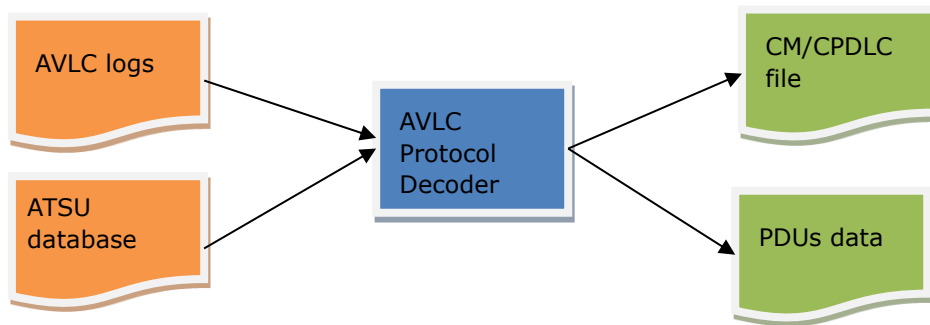 AVLC logs
ATSU
database
AVLC
Protocol
Decoder
CM/CPDLC
file
PDUs data